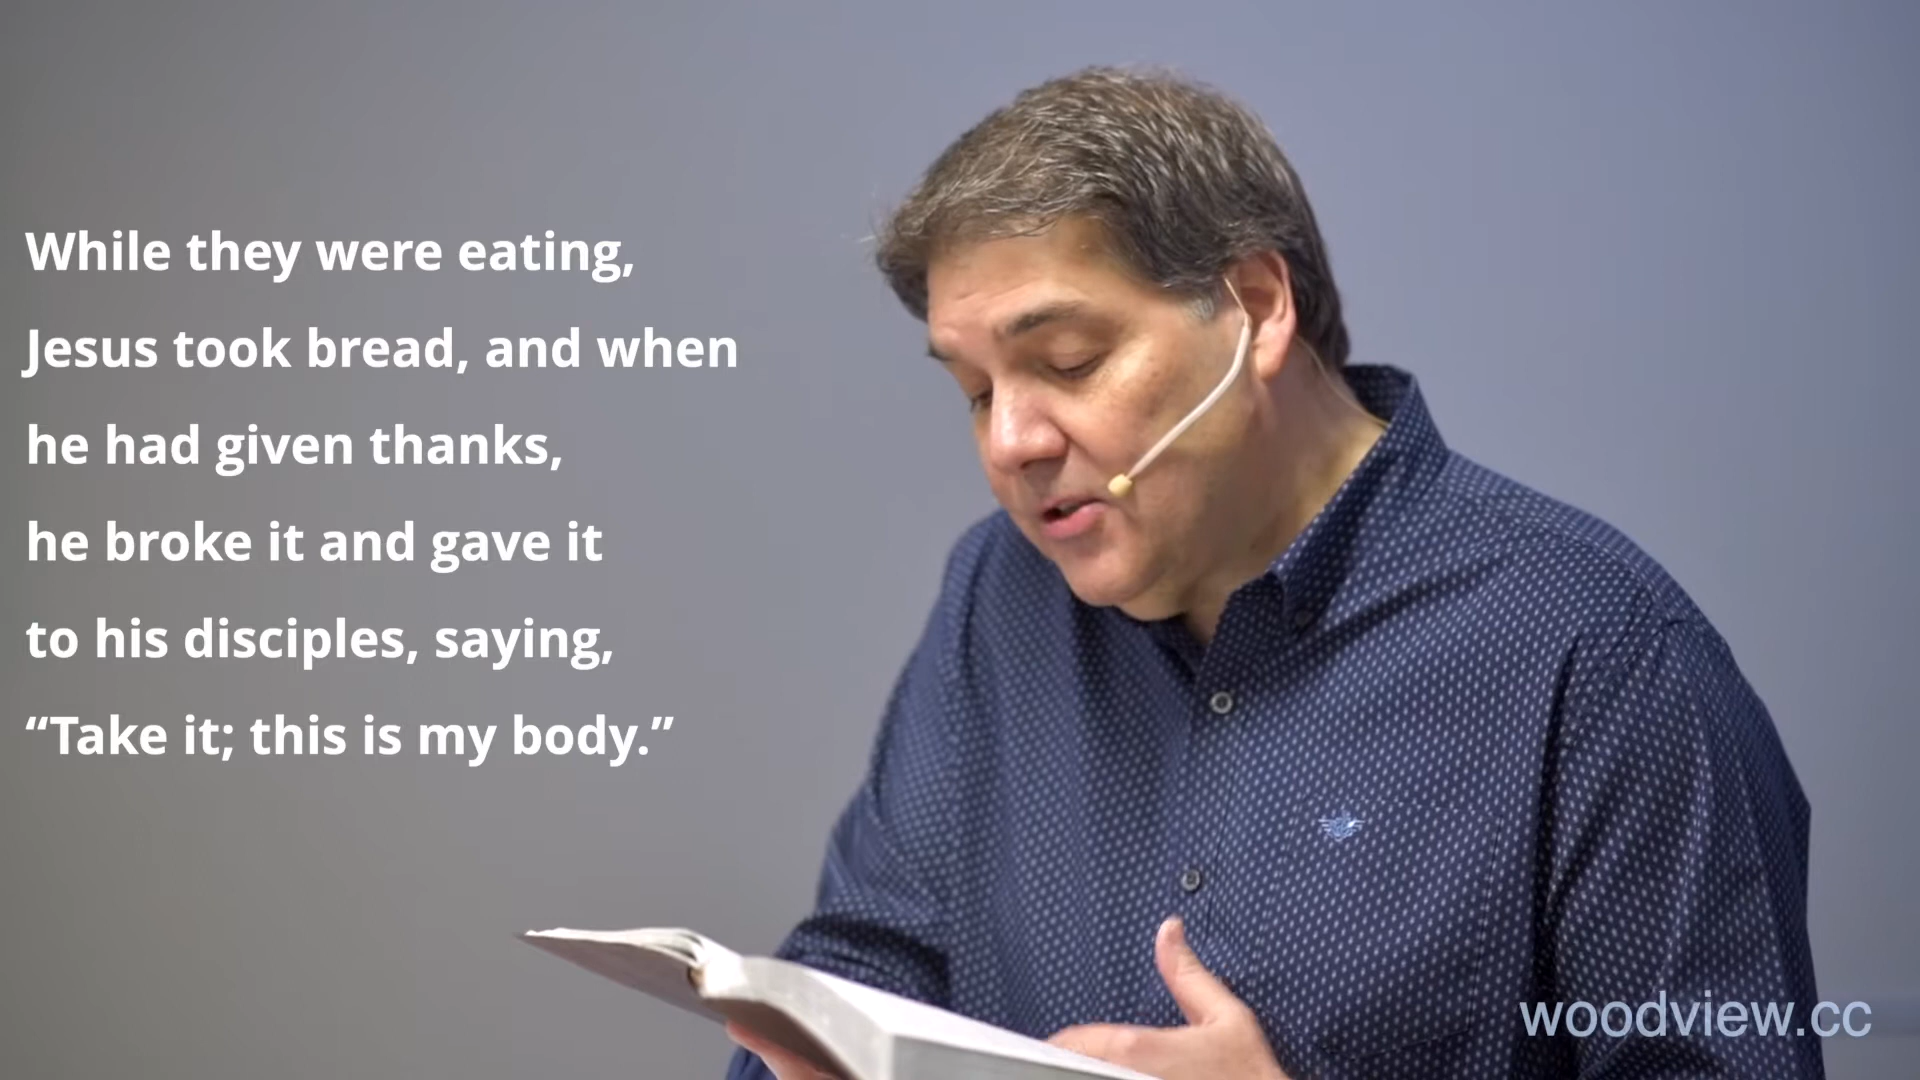 While they were eating,
Jesus took bread, and when
he had given thanks,
he broke it and gave it
to his disciples, saying,
“Take it; this is my body.”
woodview.cc